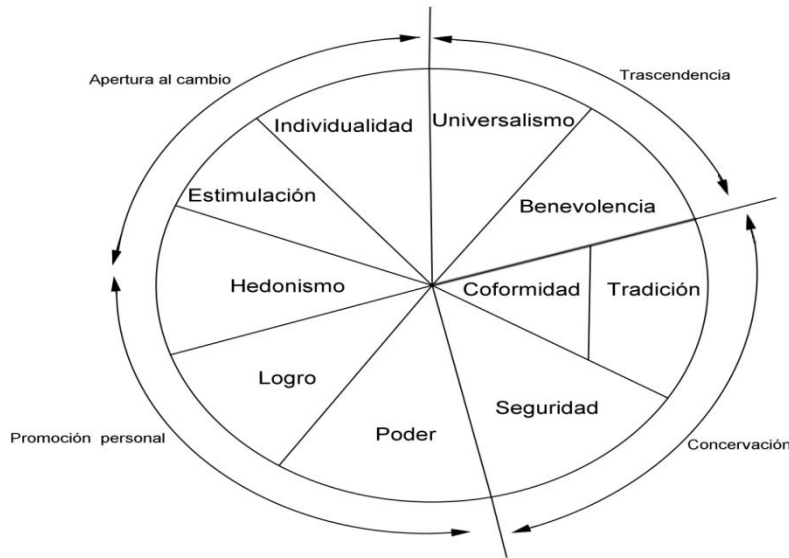 Apertura al cambio
Trascendencia
Individualidad
Universalismo
Estimulación
Benevolencia
Hedonismo
Coformidad
Tradición
Logro
Seguridad
Poder
Promoción personal
Concervación